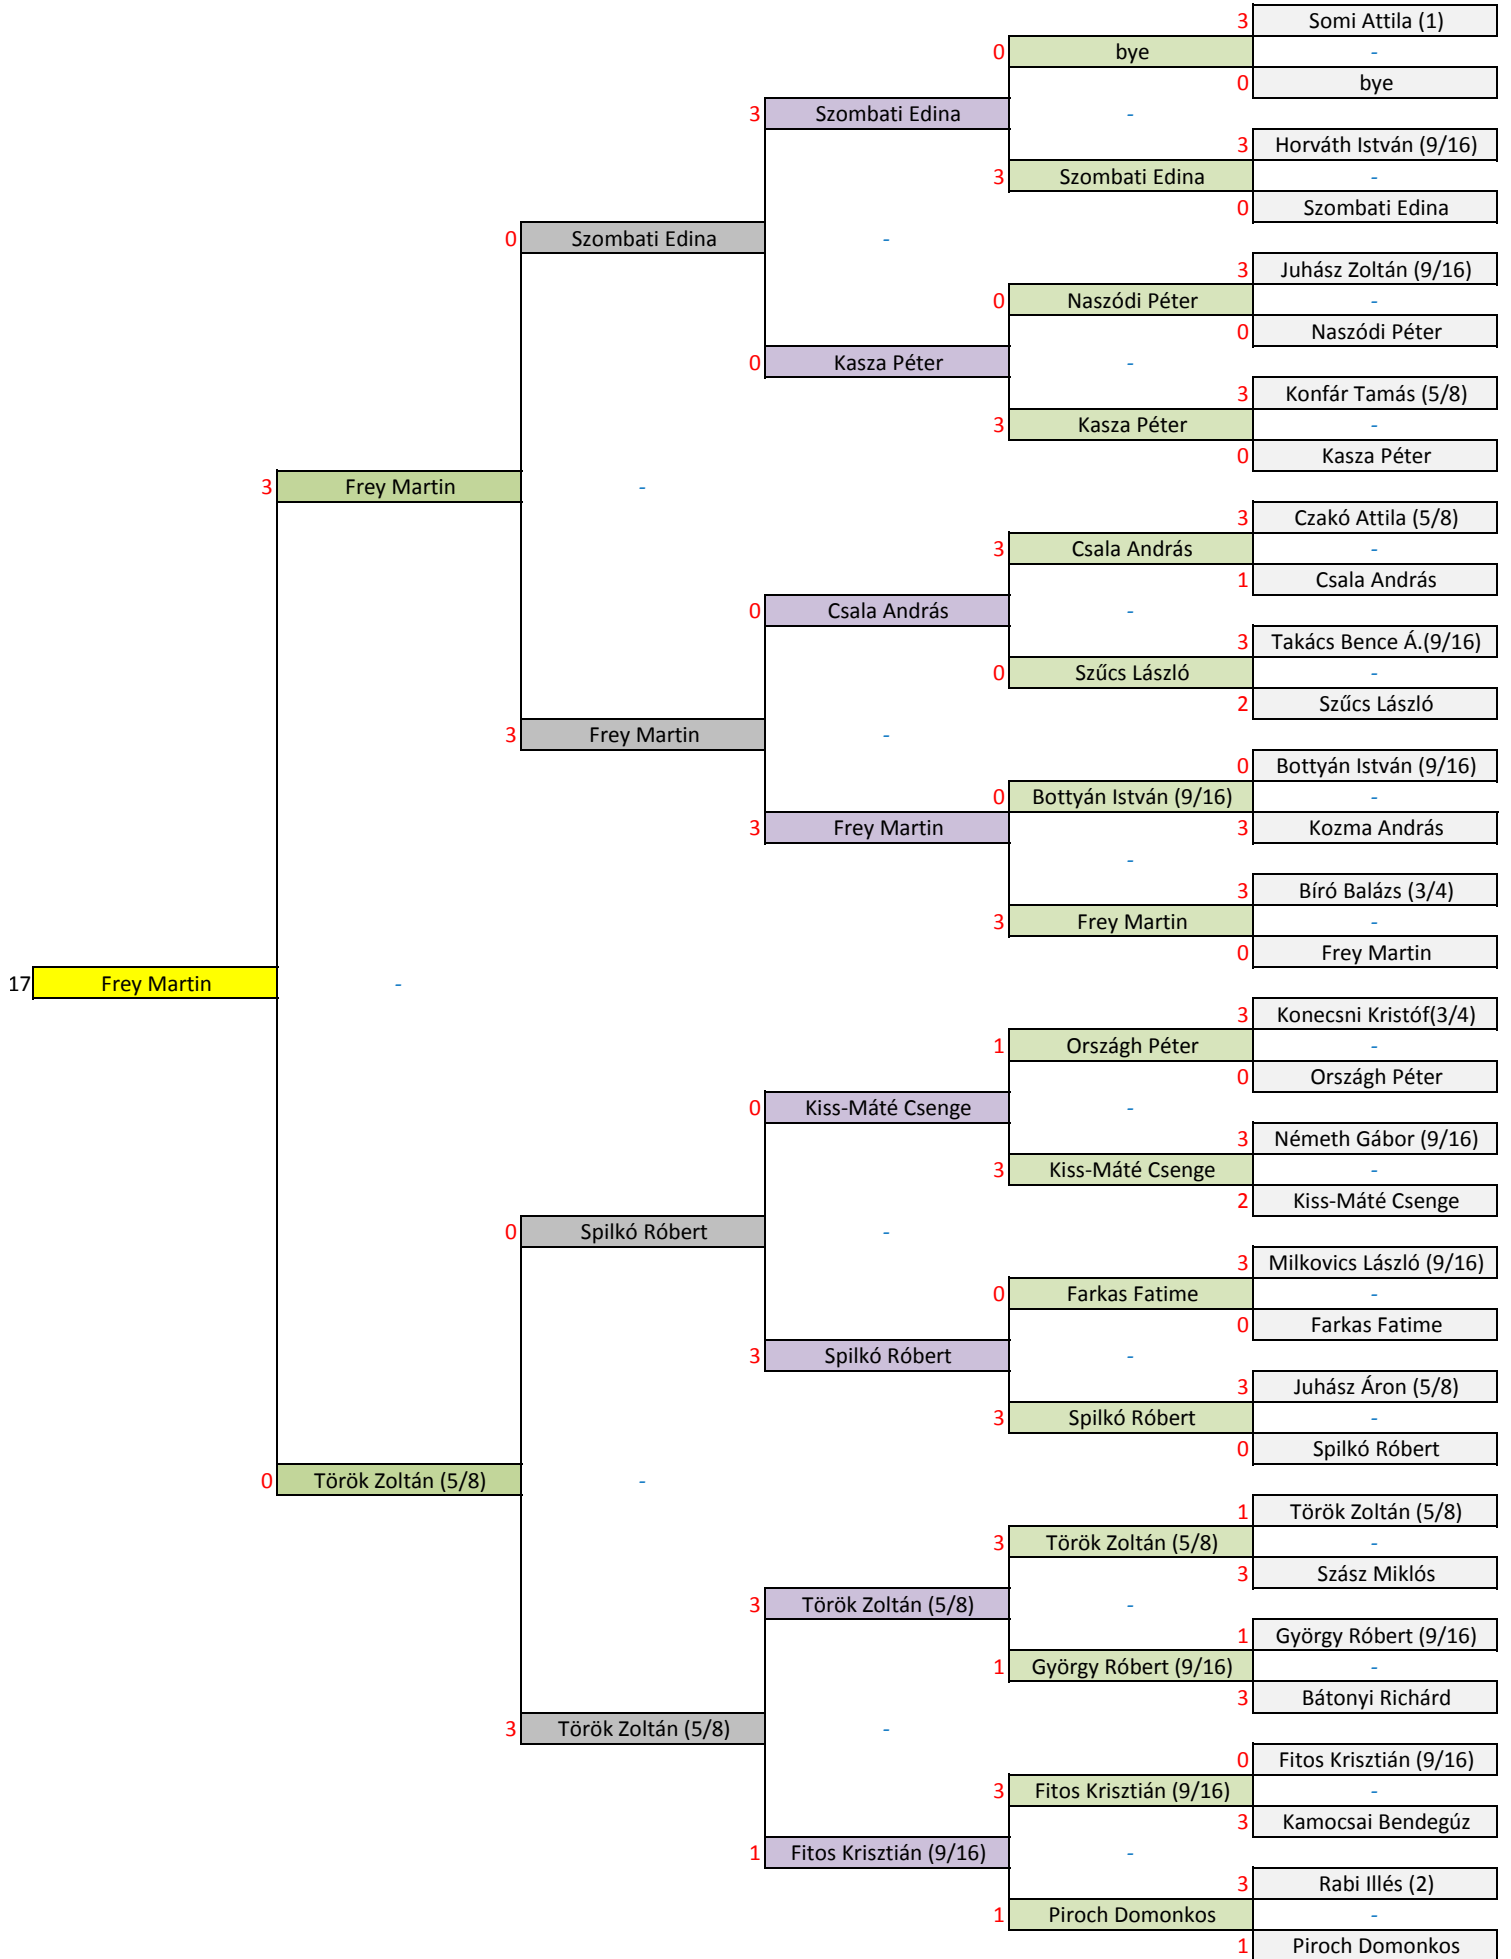 3 Somi Attila (1)
0 bye -
0 bye
3 Szombati Edina -
3 Horváth István (9/16)
3 Szombati Edina -
0 Szombati Edina
0 Szombati Edina -
3 Juhász Zoltán (9/16)
0 Naszódi Péter -
0 Naszódi Péter
0 Kasza Péter -
3 Konfár Tamás (5/8)
3 Kasza Péter -
0 Kasza Péter
3 Frey Martin -
3 Czakó Attila (5/8)
3 Csala András -
1 Csala András
0 Csala András -
3 Takács Bence Á.(9/16)
0 Szűcs László -
2 Szűcs László
3 Frey Martin -
0 Bottyán István (9/16)
0 Bottyán István (9/16) -
3 Frey Martin 3 Kozma András
-
3 Bíró Balázs (3/4)
3 Frey Martin -
0 Frey Martin
17 Frey Martin -
3 Konecsni Kristóf(3/4)
1 Országh Péter -
0 Országh Péter
0 Kiss-Máté Csenge -
3 Németh Gábor (9/16)
3 Kiss-Máté Csenge -
2 Kiss-Máté Csenge
0 Spilkó Róbert -
3 Milkovics László (9/16)
0 Farkas Fatime -
0 Farkas Fatime
3 Spilkó Róbert -
3 Juhász Áron (5/8)
3 Spilkó Róbert -
0 Spilkó Róbert
0 Török Zoltán (5/8) -
1 Török Zoltán (5/8)
3 Török Zoltán (5/8) -
3 Szász Miklós
3 Török Zoltán (5/8) -
1 György Róbert (9/16)
1 György Róbert (9/16) -
3 Bátonyi Richárd
3 Török Zoltán (5/8) -
0 Fitos Krisztián (9/16)
3 Fitos Krisztián (9/16) -
3 Kamocsai Bendegúz
1 Fitos Krisztián (9/16) -
3 Rabi Illés (2)
1 Piroch Domonkos -
1 Piroch Domonkos